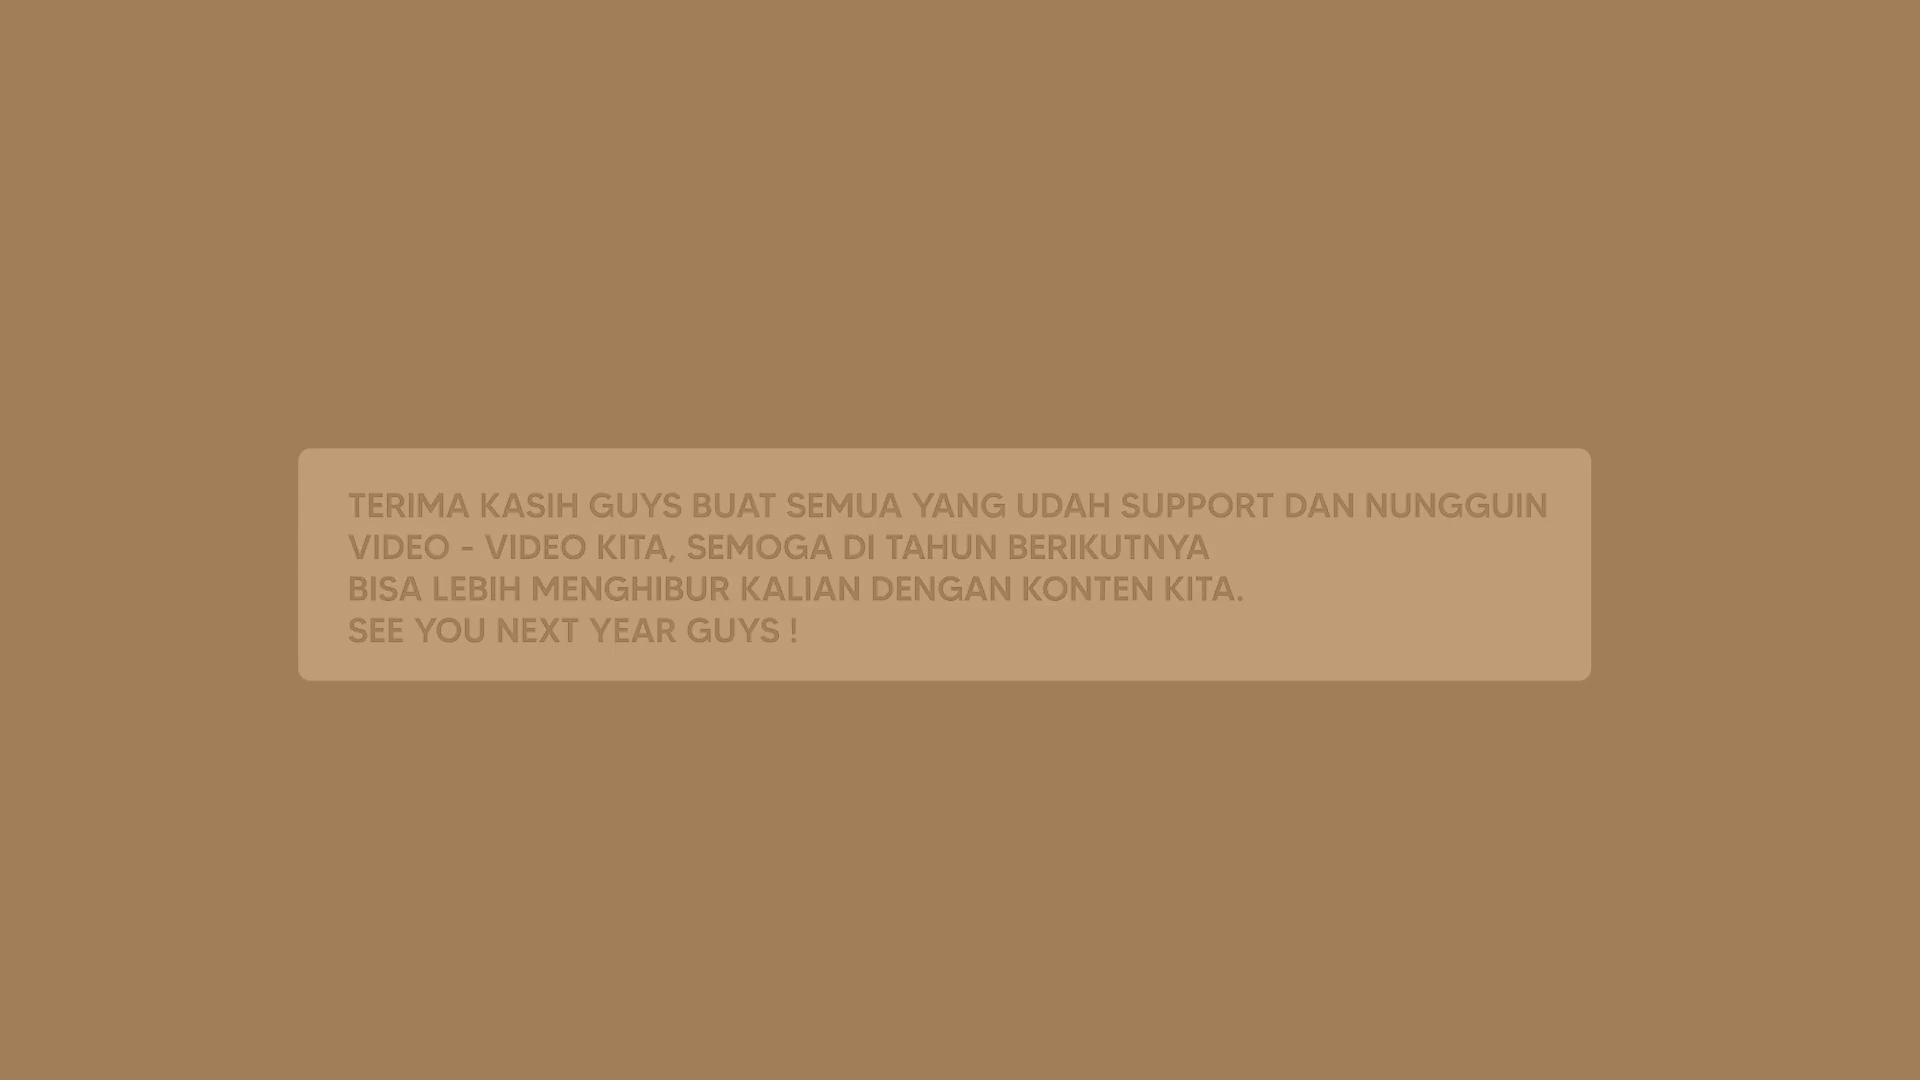 TERIMA KASIH GUYS BUAT SEMUA YANG UDAH SUPPORT DAN NUNGGUIN
VIDEO - VIDEO KITA, SEMOGA DI TAHUN BERIKUTNYA
BISA LEBIH MENGHIBUR KALIAN DENGAN KONTEN KITA.
SEE YOU NEXT YEAR GUYS !